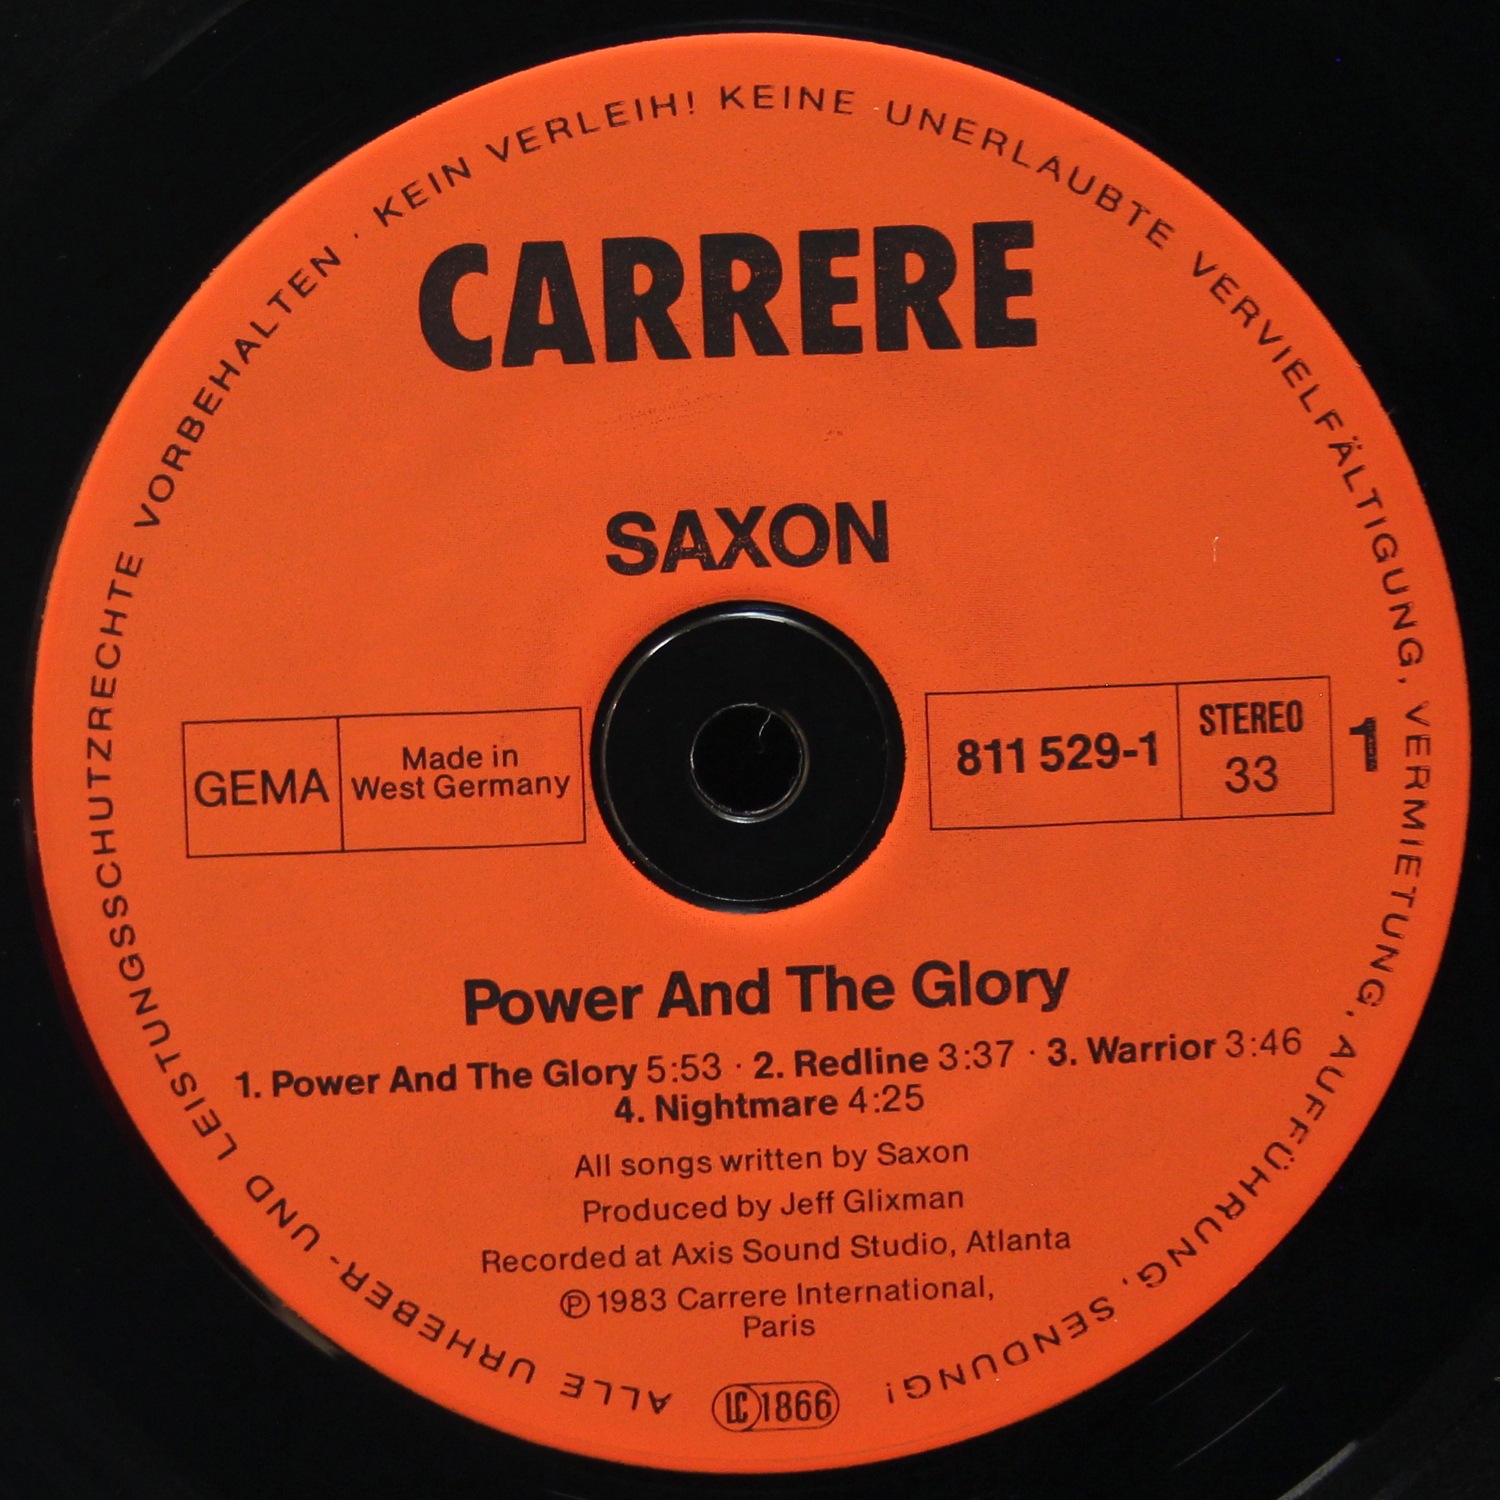 ALLE URHEBER- UND LEISTUNGSSCHUTZRECHTE VORBEHALTEN · KEIN VERLEIH! KEINE UNERLAUBTE VERVIELFÄLTIGUNG, VERMIETUNG, AUFFÜHRUNG, SENDUNG!
CARRERE
SAXON
GEMA
Made in
West Germany
811 529-1
STEREO
33
1
Power And The Glory
1. Power And The Glory 5:53 · 2. Redline 3:37 · 3. Warrior 3:46
4. Nightmare 4:25
All songs written by Saxon
Produced by Jeff Glixman
Recorded at Axis Sound Studio, Atlanta
℗ 1983 Carrere International,
Paris
LC 1866